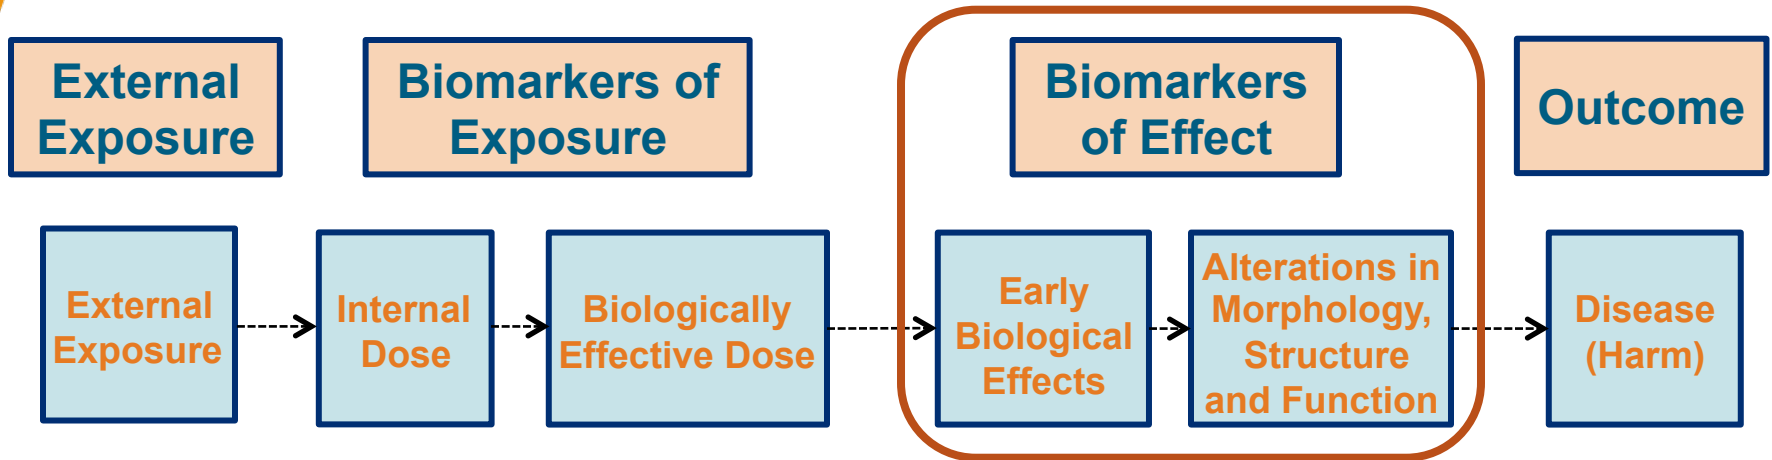 External
Exposure
Biomarkers of
Exposure
Biomarkers
of Effect
Outcome
External
Exposure
Internal
Dose
Biologically
Effective Dose
Early
Biological
Effects
Alterations in
Morphology,
Structure
and Function
Disease
(Harm)